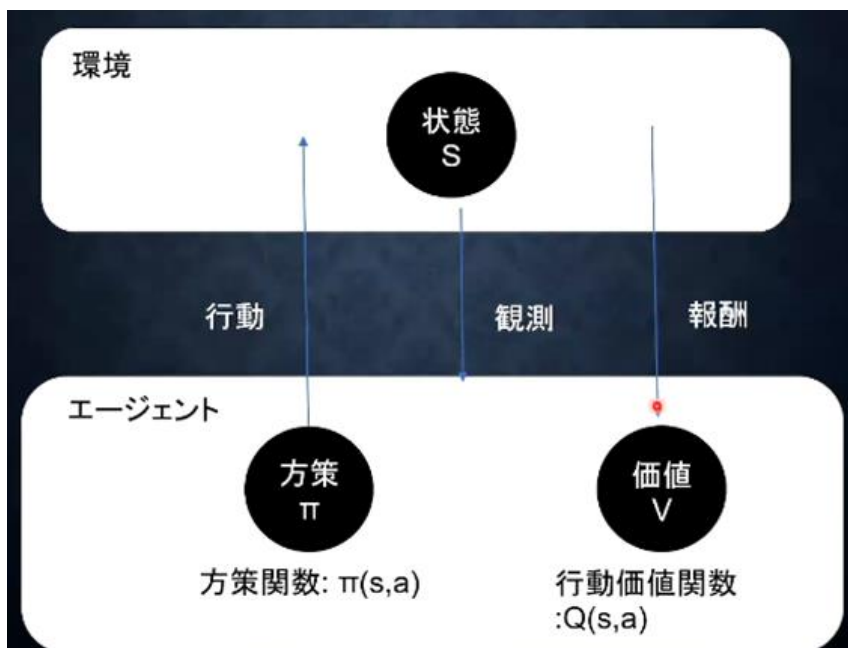 環境
状態
S
行動
観測
報酬
エージェント
方策
π
価値
V
方策関数: π(s,a)
行動価値関数
:Q(s,a)